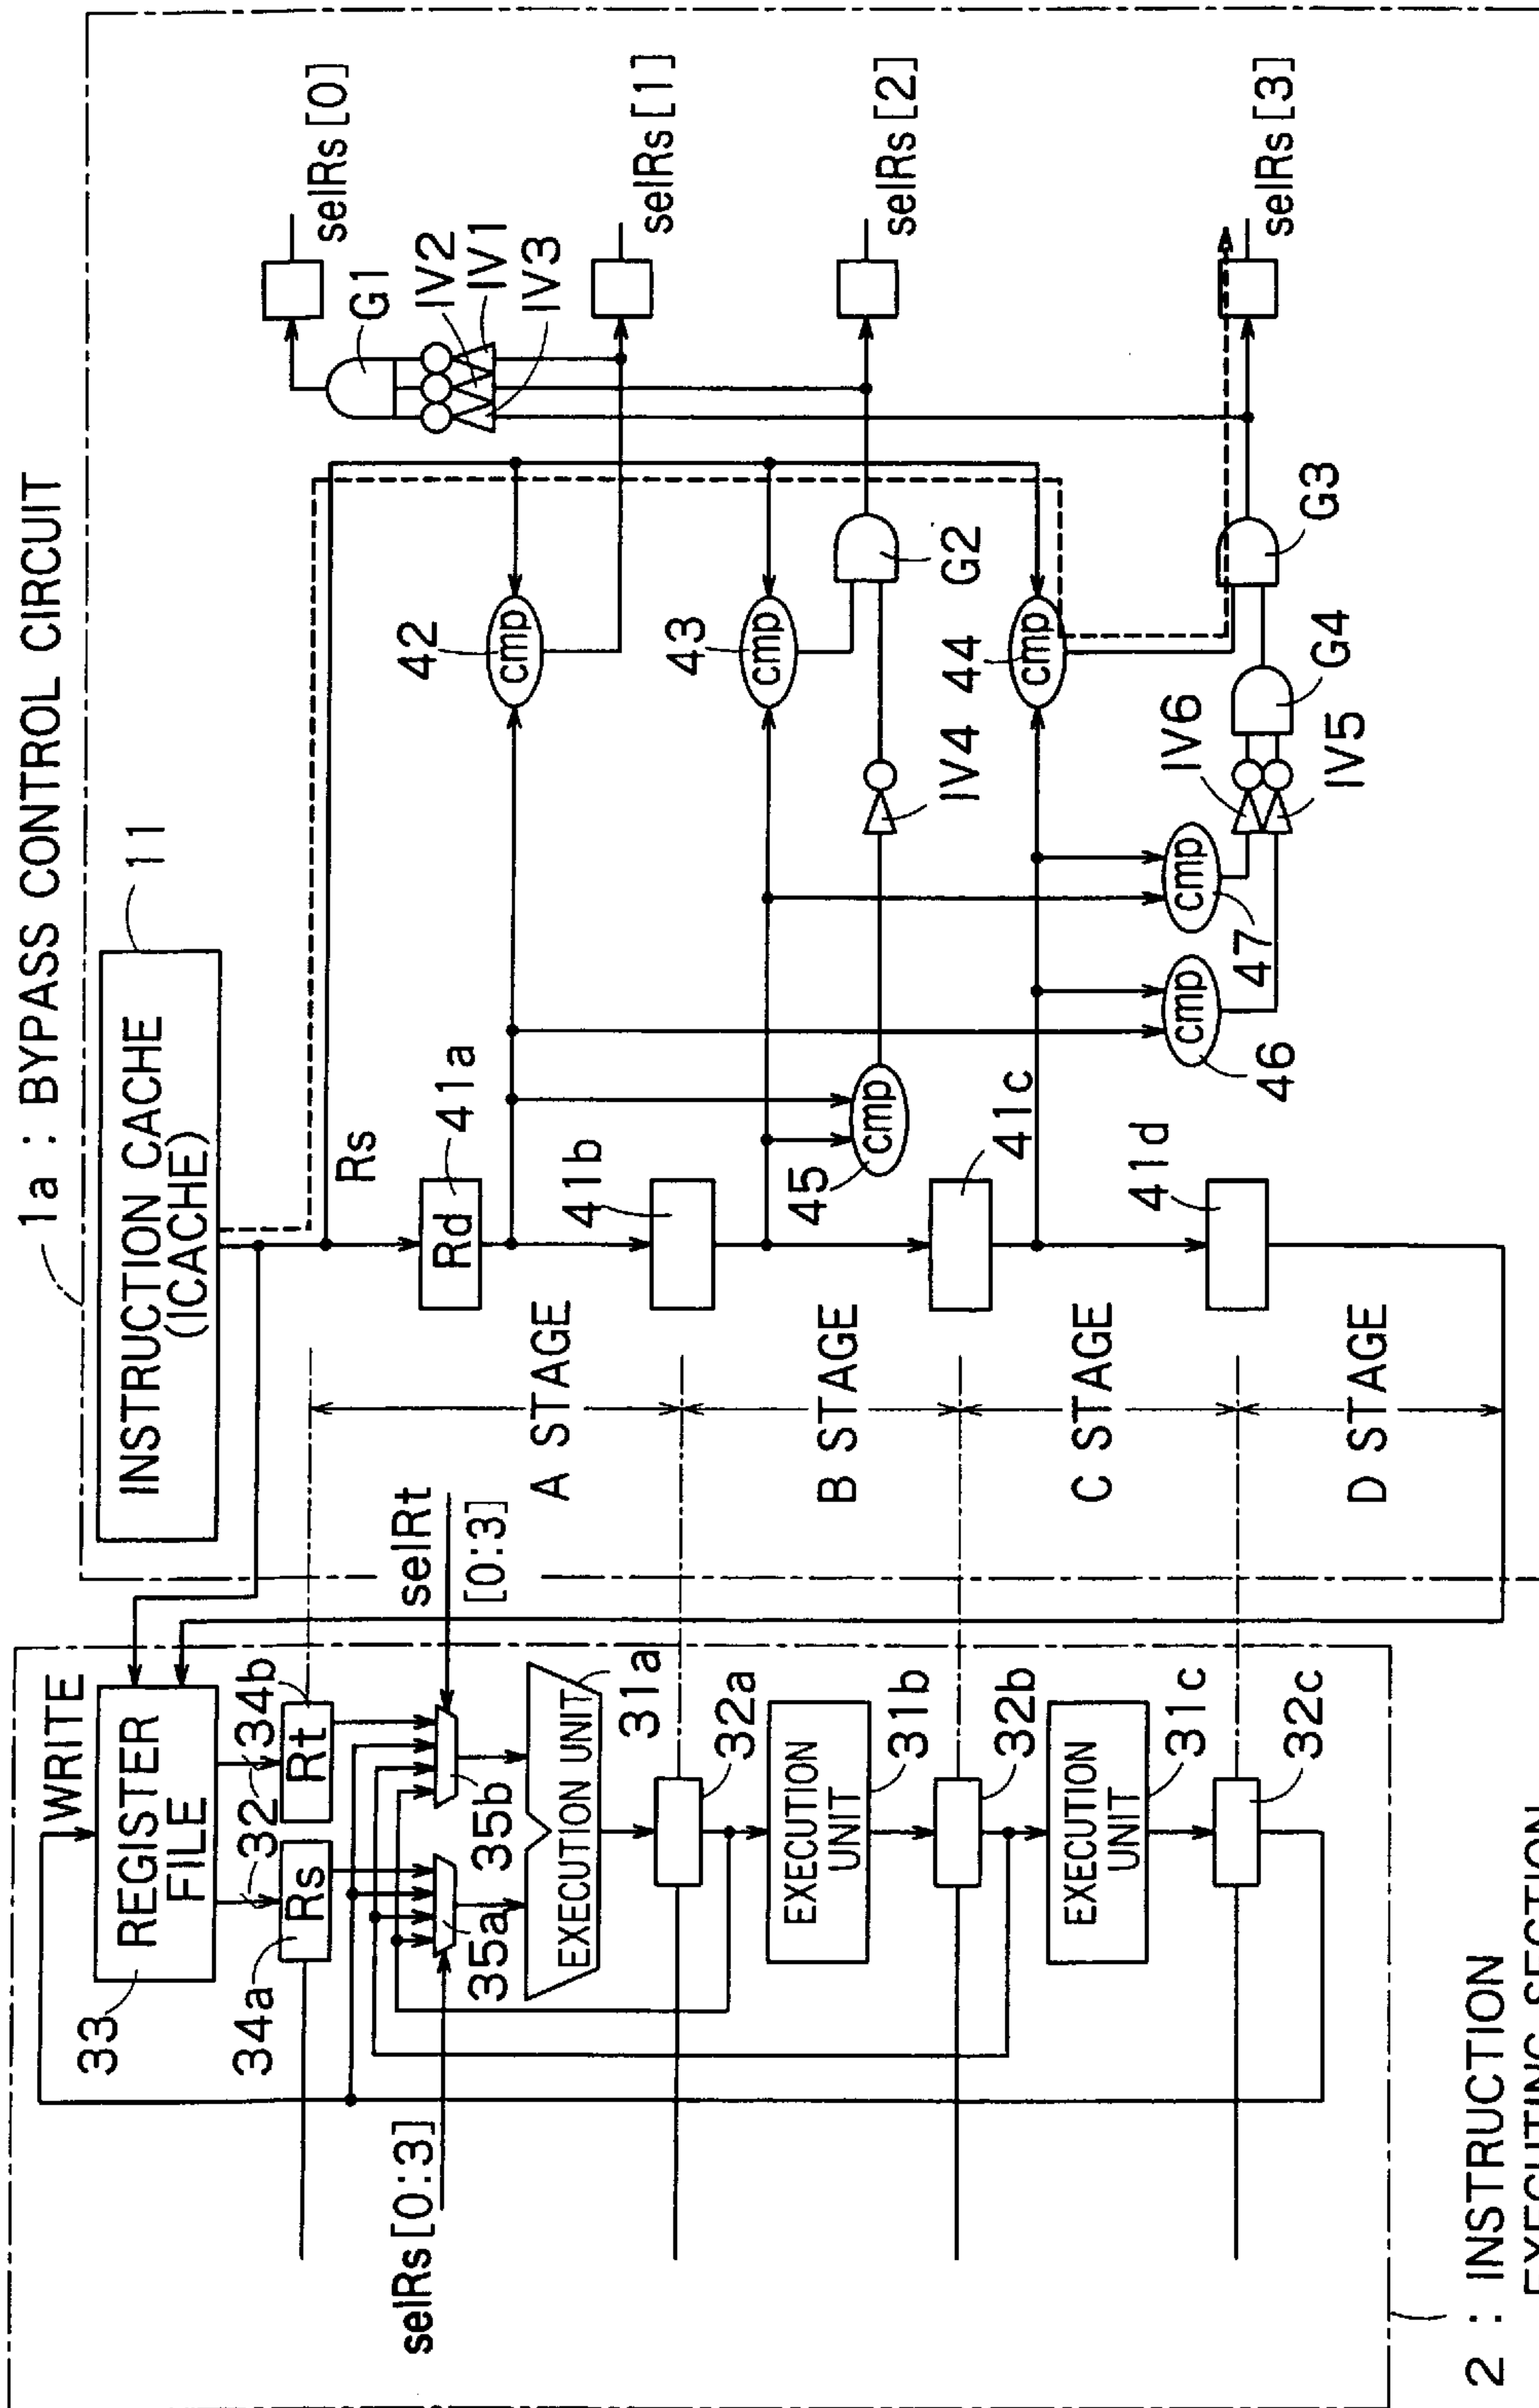 1a : BYPASS CONTROL CIRCUIT
INSTRUCTION CACHE
(ICACHE)
11
Rs
Rd
41a
41b
41c
41d
42
cmp
43
cmp
44
cmp
45
cmp
46
cmp
47
cmp
IV4
IV6
IV5
G4
G3
G2
G1
IV2
IV1
IV3
selRs[0]
selRs[1]
selRs[2]
selRs[3]
A STAGE
B STAGE
C STAGE
D STAGE
WRITE
REGISTER
FILE
33
32
32
34a
Rs
34b
Rt
selRt
[0:3]
selRs[0:3]
35a
35b
EXECUTION UNIT
31a
32a
EXECUTION
UNIT
31b
32b
EXECUTION
UNIT
31c
32c
2 : INSTRUCTION
EXECUTING SECTION